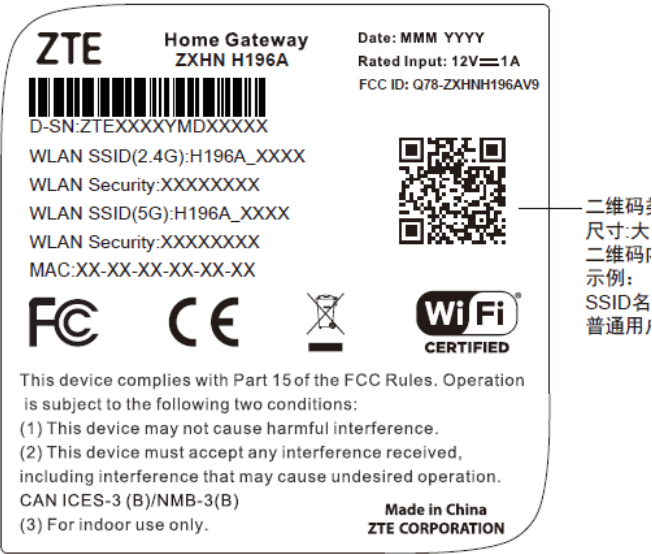 ZTE
Home Gateway
ZXHN H196A
Date: MMM YYYY
Rated Input: 12V⎓1A
FCC ID: Q78-ZXHNH196AV9
D-SN:ZTEXXXXYMDXXXXX
WLAN SSID(2.4G):H196A_XXXX
WLAN Security:XXXXXXXX
WLAN SSID(5G):H196A_XXXX
WLAN Security:XXXXXXXX
MAC:XX-XX-XX-XX-XX-XX
二维码
尺寸:大
二维码
示例：
SSID名
普通用
FC
CE
Wi Fi
CERTIFIED
This device complies with Part 15 of the FCC Rules. Operation
is subject to the following two conditions:
(1) This device may not cause harmful interference.
(2) This device must accept any interference received,
including interference that may cause undesired operation.
CAN ICES-3 (B)/NMB-3(B)
(3) For indoor use only.
Made in China
ZTE CORPORATION